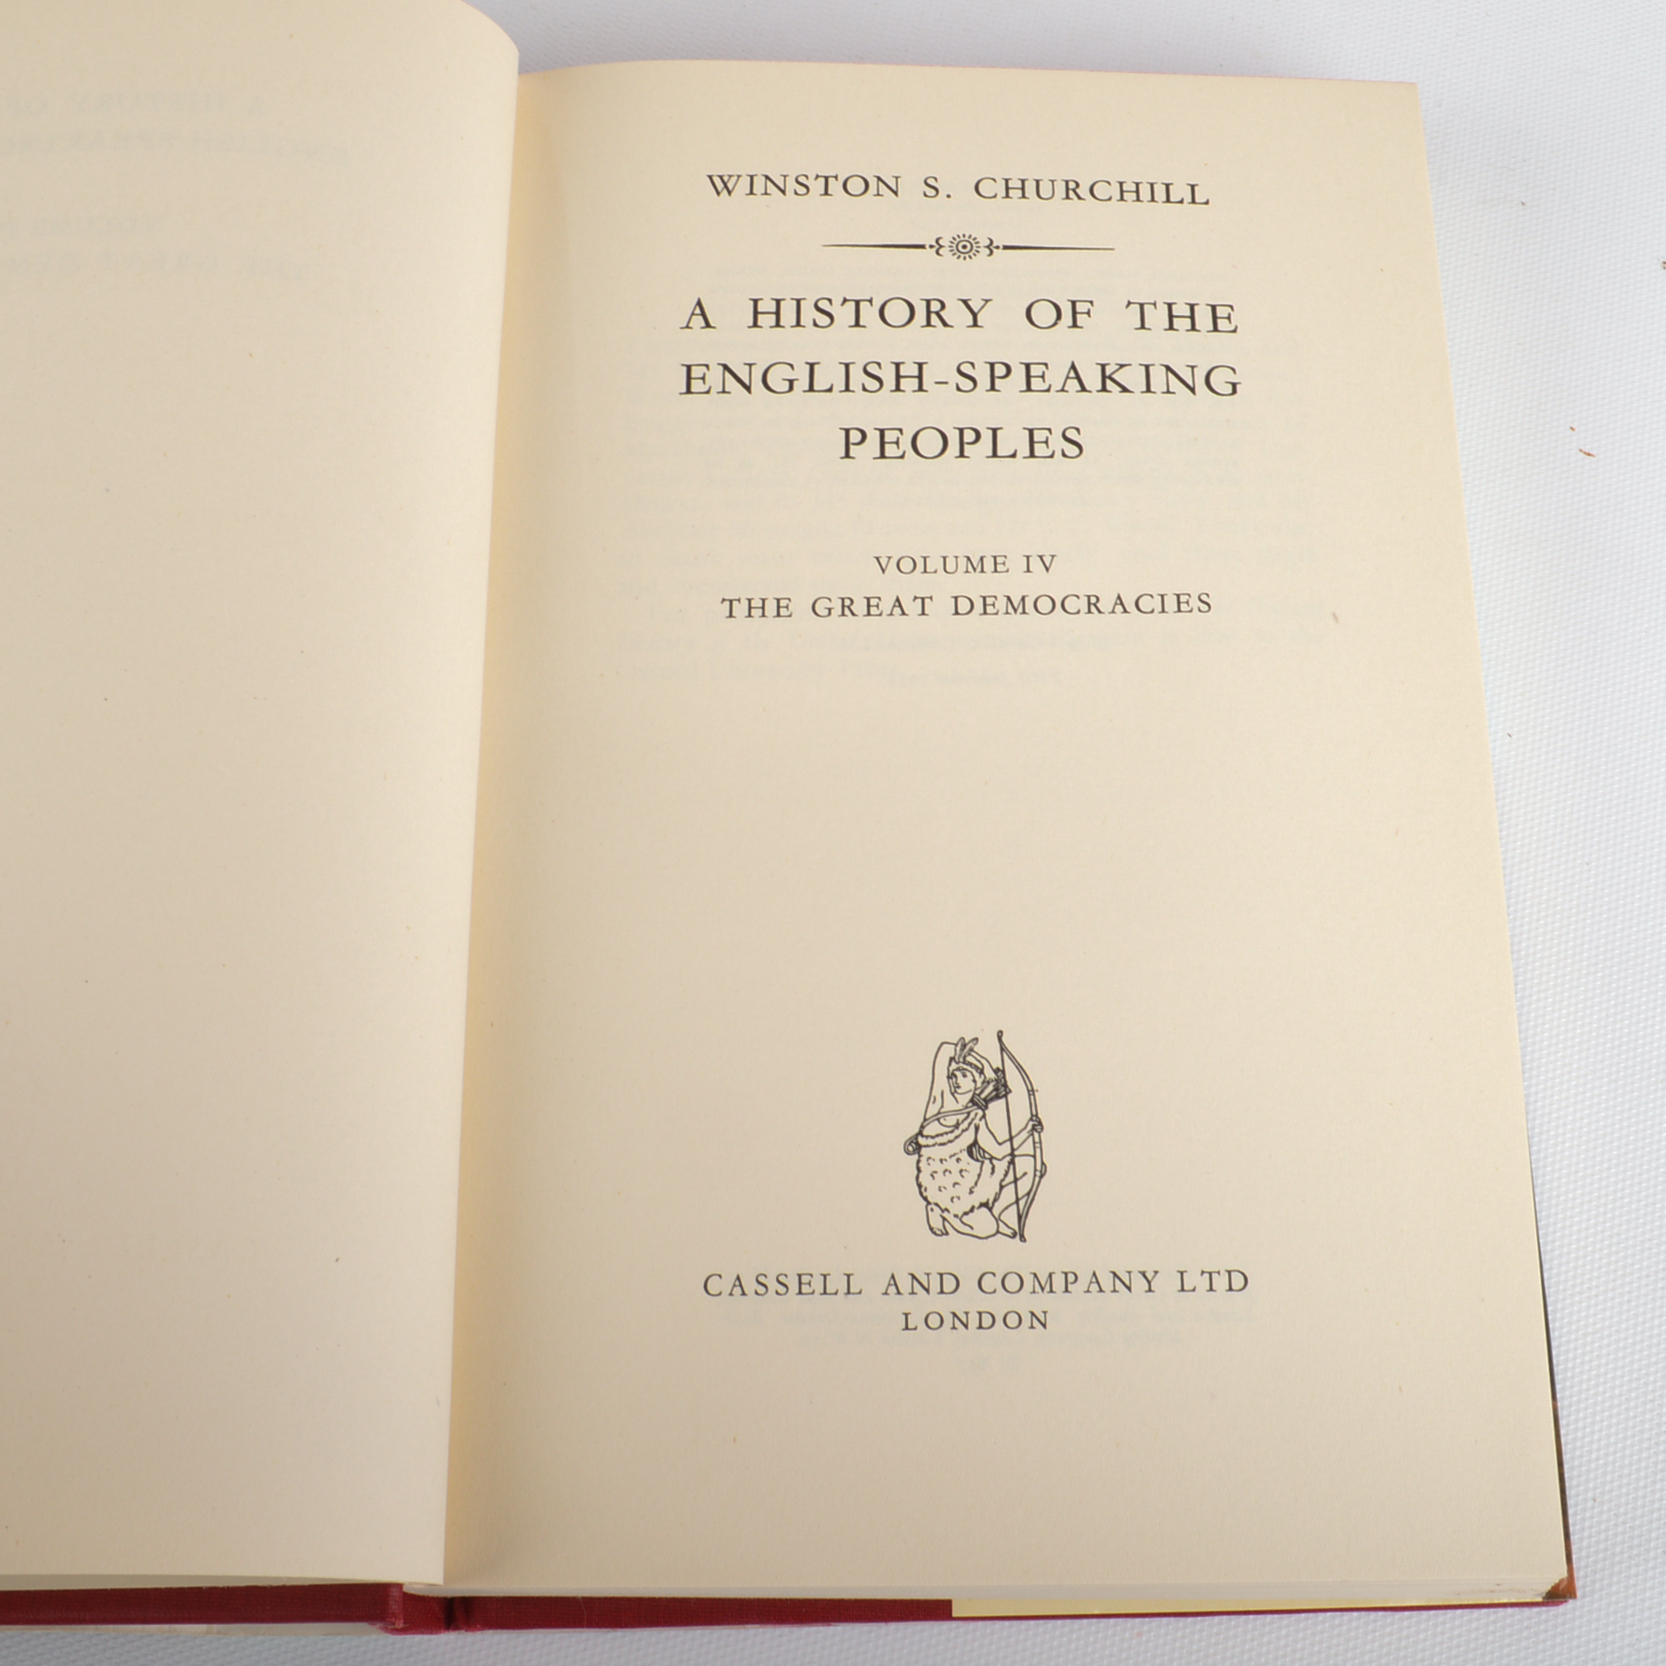 WINSTON S. CHURCHILL
A HISTORY OF THE
ENGLISH-SPEAKING
PEOPLES
VOLUME IV
THE GREAT DEMOCRACIES
CASSELL AND COMPANY LTD
LONDON